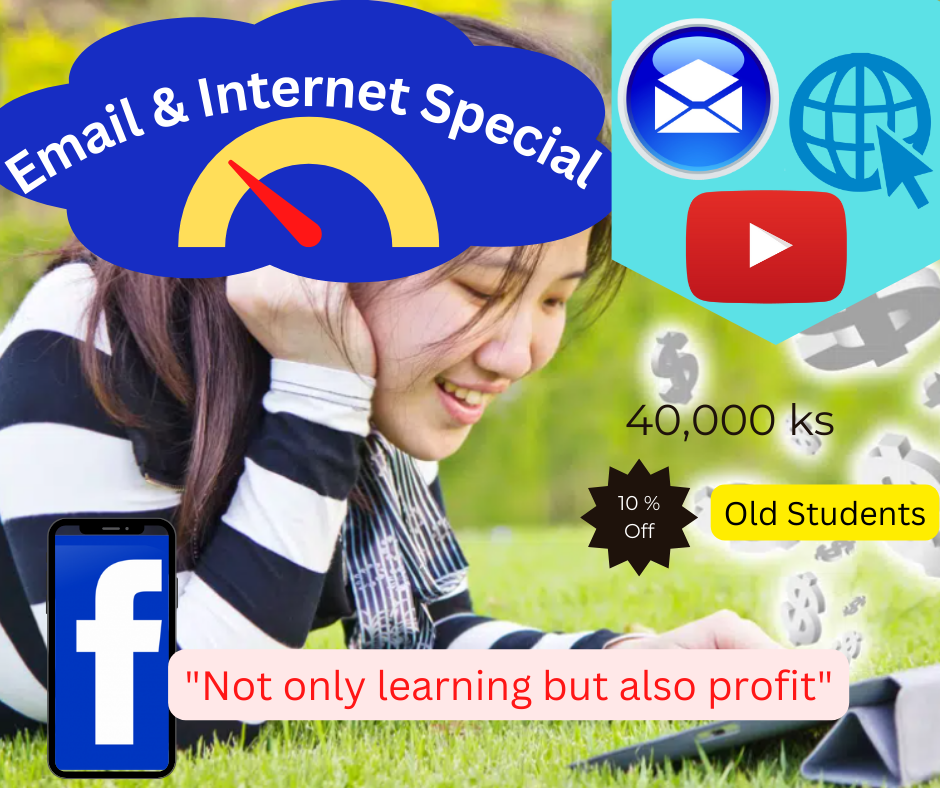 Email & Internet Special
40,000 ks
10 %
Off
Old Students
"Not only learning but also profit"